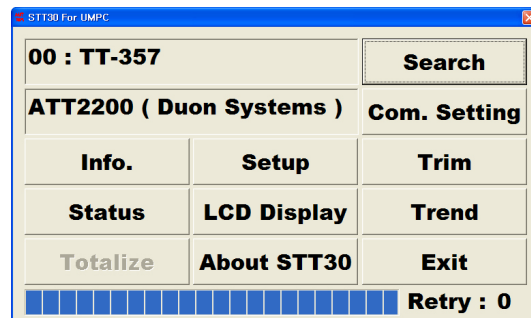 STT30 For UMPC
00 : TT-357
Search
ATT2200 ( Duon Systems )
Com. Setting
Info.
Setup
Trim
Status
LCD Display
Trend
Totalize
About STT30
Exit
Retry : 0